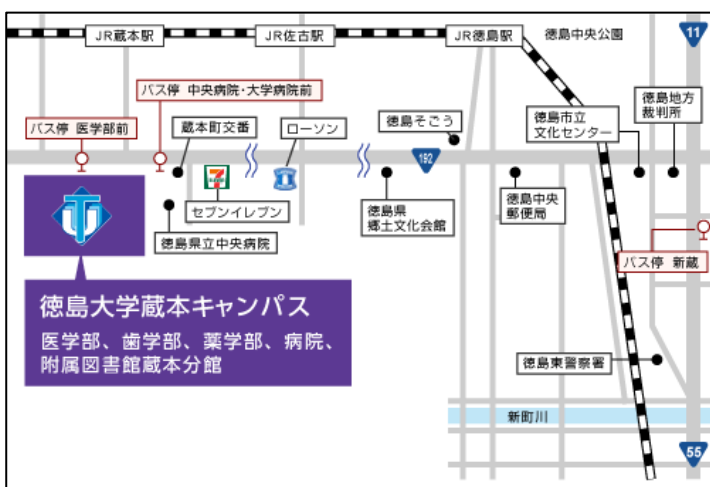 JR蔵本駅
JR佐古駅
JR徳島駅
徳島中央公園
11
バス停 中央病院・大学病院前
バス停 医学部前
蔵本町交番
ローソン
徳島そごう
徳島市立
文化センター
徳島地方
裁判所
192
セブンイレブン
徳島県立中央病院
徳島県
郷土文化会館
徳島中央
郵便局
バス停 新蔵
徳島大学蔵本キャンパス
医学部、歯学部、薬学部、病院、
附属図書館蔵本分館
徳島東警察署
新町川
55